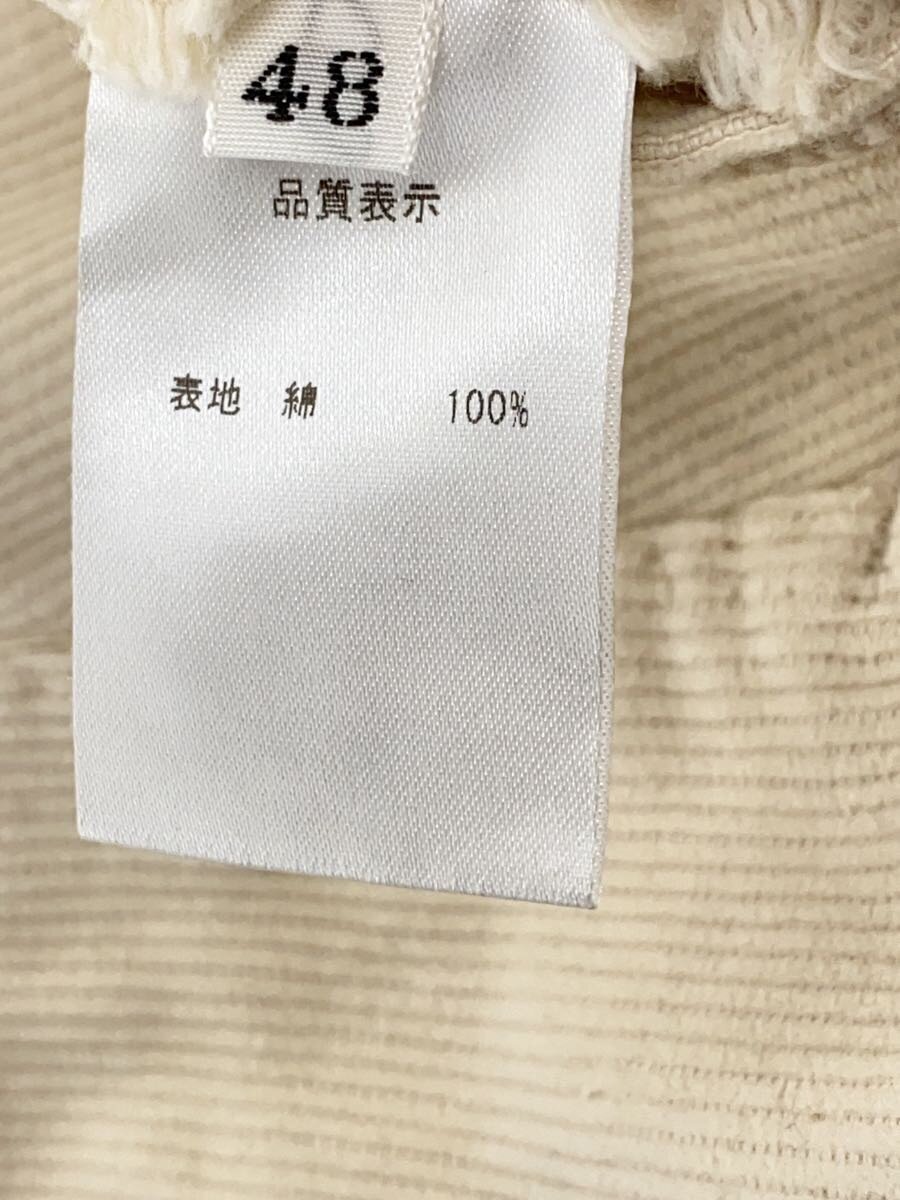 48
品質表示
表地 綿 100%